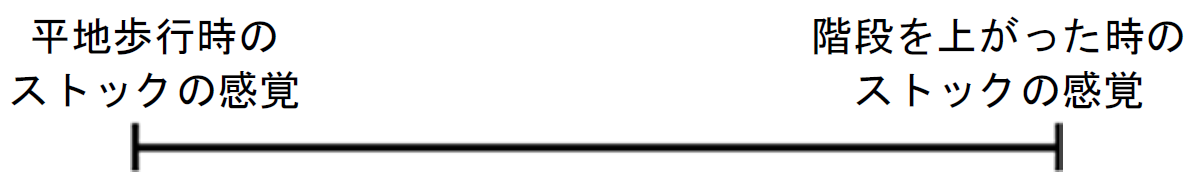 平地歩行時の
ストックの感覚
階段を上がった時の
ストックの感覚